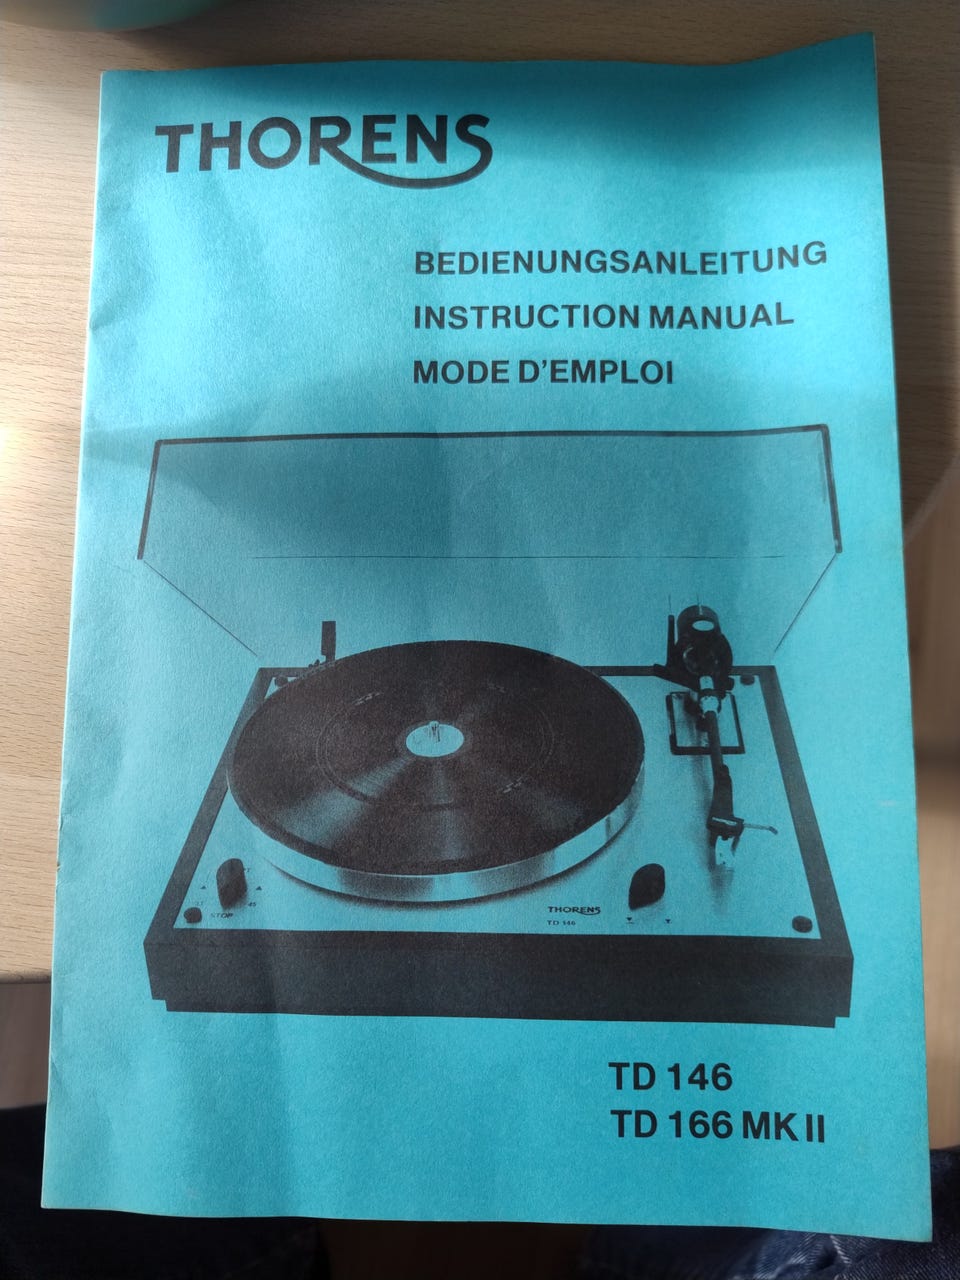 THORENS
BEDIENUNGSANLEITUNG
INSTRUCTION MANUAL
MODE D'EMPLOI
STOP
45
THORENS
TD 146
TD 146
TD 166 MK II